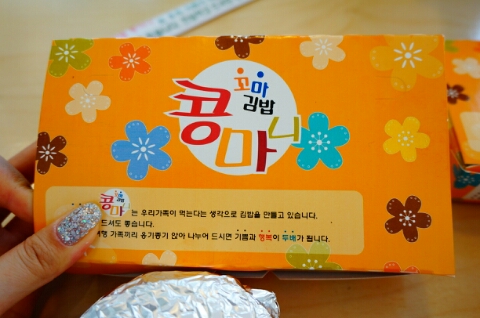 꼬마
김밥
콩마니
콩마니는 우리가족이 먹는다는 생각으로 김밥을 만들고 있습니다.
드셔도 좋습니다.
가족끼리 옹기종기 앉아 나누어 드시면 기쁨과 행복이 두배가 됩니다.